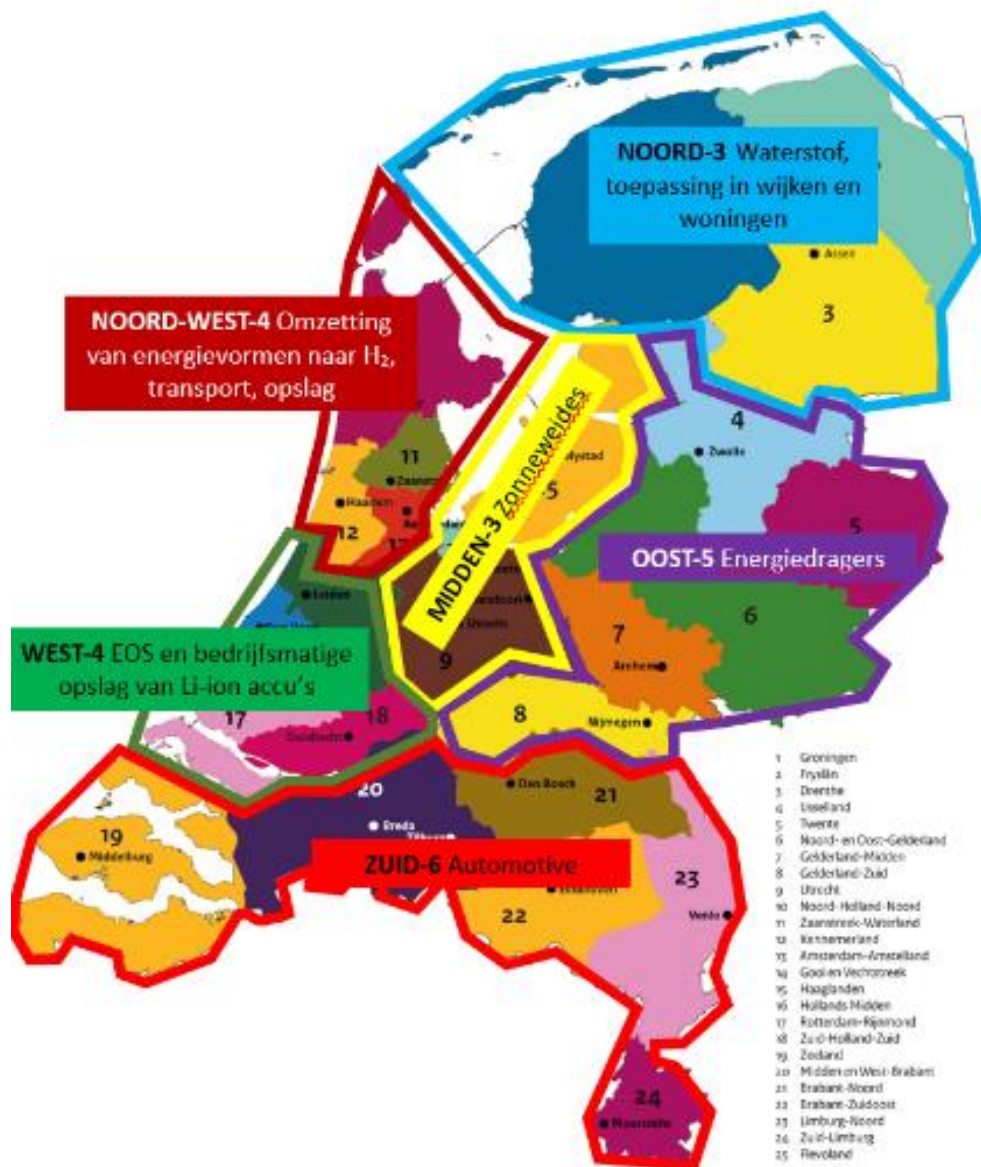 NOORD-3 Waterstof,
toepassing in wijken en
woningen
Assen
3
NOORD-WEST-4 Omzetting
van energievormen naar H₂,
transport, opslag
MIDDEN-3 Zonneweides
4
Zwolle
11
12
5
5
OOST-5 Energiedragers
6
7
Arnhem
9
Utrecht
WEST-4 EOS en bedrijfsmatige
opslag van Li-ion accu's
17
18
8
Nijmegen
20
Den Bosch
21
19
Middelburg
Breda
ZUID-6 Automotive
23
22
Venlo
24
Maastricht
1 Groningen
2 Fryslân
3 Drenthe
4 IJsselland
5 Twente
6 Noord- en Oost-Gelderland
7 Gelderland-Midden
8 Gelderland-Zuid
9 Utrecht
10 Noord-Holland-Noord
11 Zaanstreek-Waterland
12 Kennemerland
13 Amsterdam-Amstelland
14 Gooi en Vechtstreek
15 Haaglanden
16 Hollands Midden
17 Rotterdam-Rijnmond
18 Zuid-Holland-Zuid
19 Zeeland
20 Midden en West-Brabant
21 Brabant-Noord
22 Brabant-Zuidoost
23 Limburg-Noord
24 Zuid-Limburg
25 Flevoland